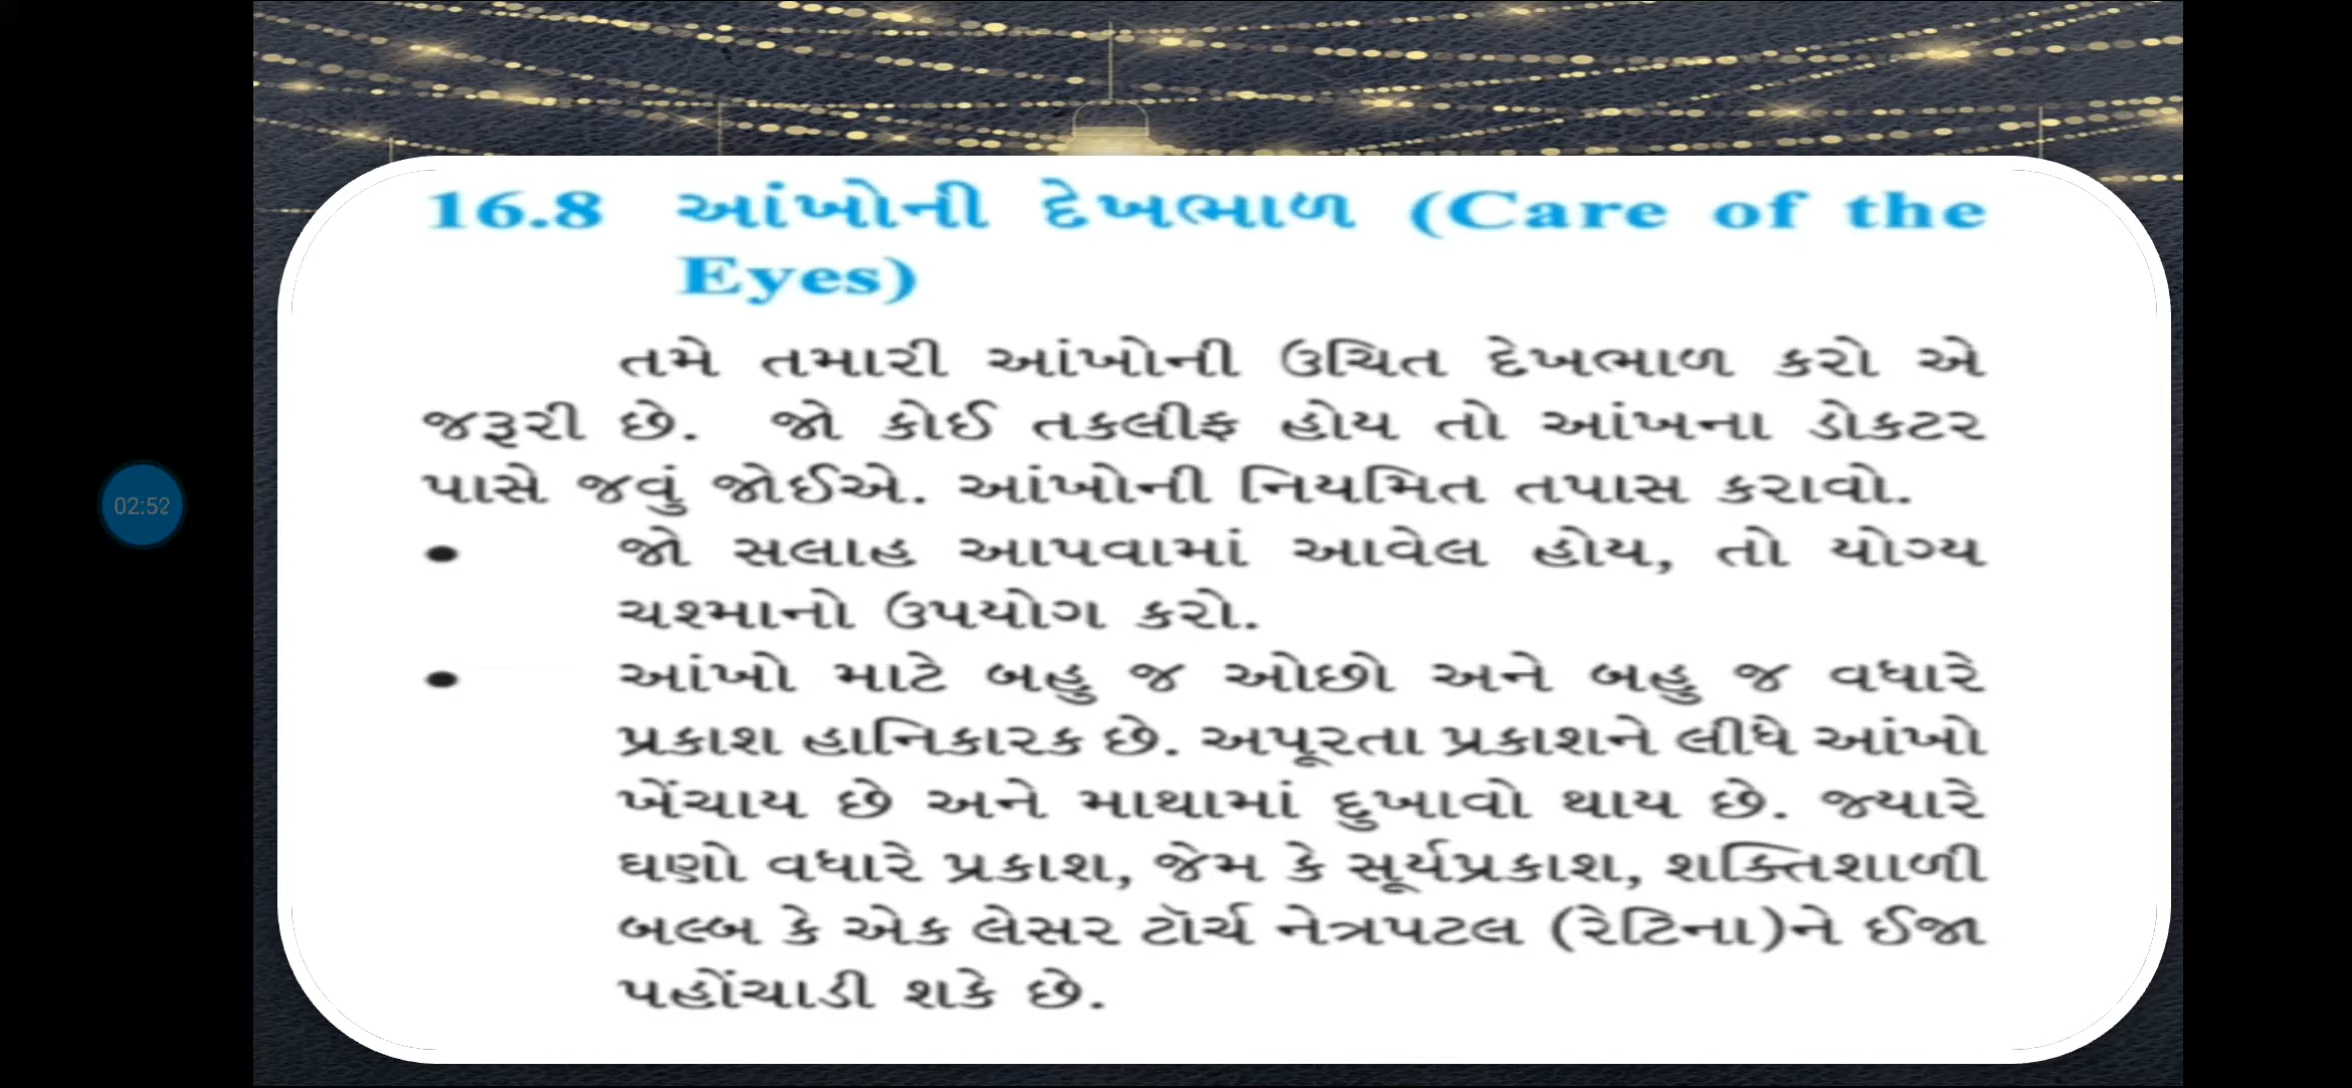 16.8 આંખોની દેખભાળ (Care of the
Eyes)
તમે તમારી આંખોની ઉચિત દેખભાળ કરો એ
જરૂરી છે. જો કોઈ તકલીફ હોય તો આંખના ડોકટર
પાસે જવું જોઈએ. આંખોની નિયમિત તપાસ કરાવો.
• જો સલાહ આપવામાં આવેલ હોય, તો યોગ્ય
ચશ્માનો ઉપયોગ કરો.
• આંખો માટે બહુ જ ઓછો અને બહુ જ વધારે
પ્રકાશ હાનિકારક છે. અપૂરતા પ્રકાશને લીધે આંખો
ખેંચાય છે અને માથામાં દુખાવો થાય છે. જ્યારે
ઘણો વધારે પ્રકાશ, જેમ કે સૂર્યપ્રકાશ, શક્તિશાળી
બલ્બ કે એક લેસર ટૉર્ચ નેત્રપટલ (રેટિના)ને ઈજા
પહોંચાડી શકે છે.
02:52